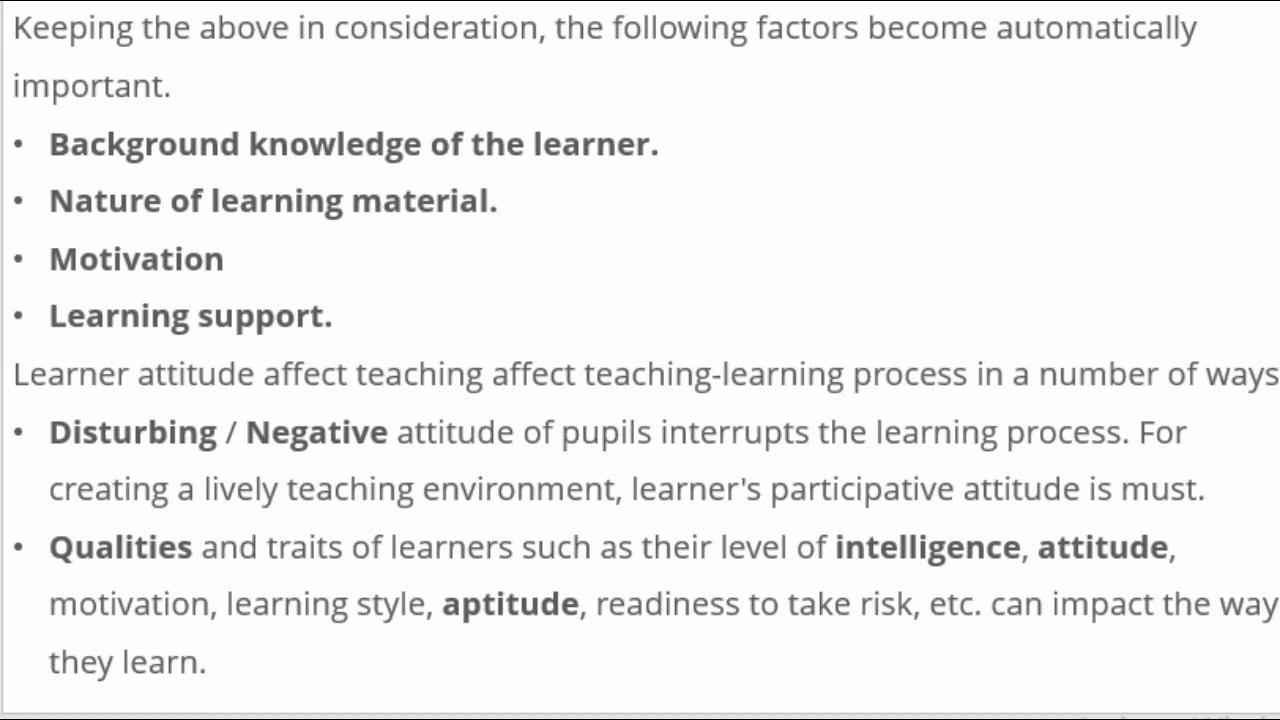 Keeping the above in consideration, the following factors become automatically
important.
• Background knowledge of the learner.
• Nature of learning material.
• Motivation
• Learning support.
Learner attitude affect teaching affect teaching-learning process in a number of ways
• Disturbing / Negative attitude of pupils interrupts the learning process. For
creating a lively teaching environment, learner's participative attitude is must.
• Qualities and traits of learners such as their level of intelligence, attitude,
motivation, learning style, aptitude, readiness to take risk, etc. can impact the way
they learn.